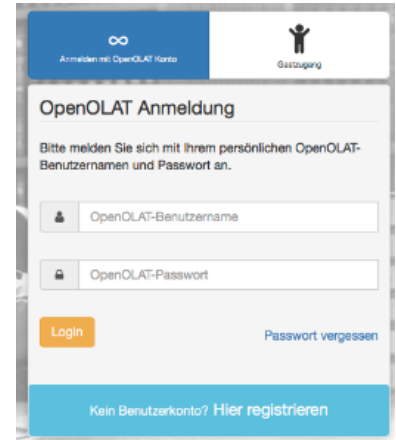 Anmelden mit OpenOLAT Konto
Gastzugang
OpenOLAT Anmeldung
Bitte melden Sie sich mit Ihrem persönlichen OpenOLAT-
Benutzernamen und Passwort an.
OpenOLAT-Benutzername
OpenOLAT-Passwort
Login
Passwort vergessen
Kein Benutzerkonto? Hier registrieren